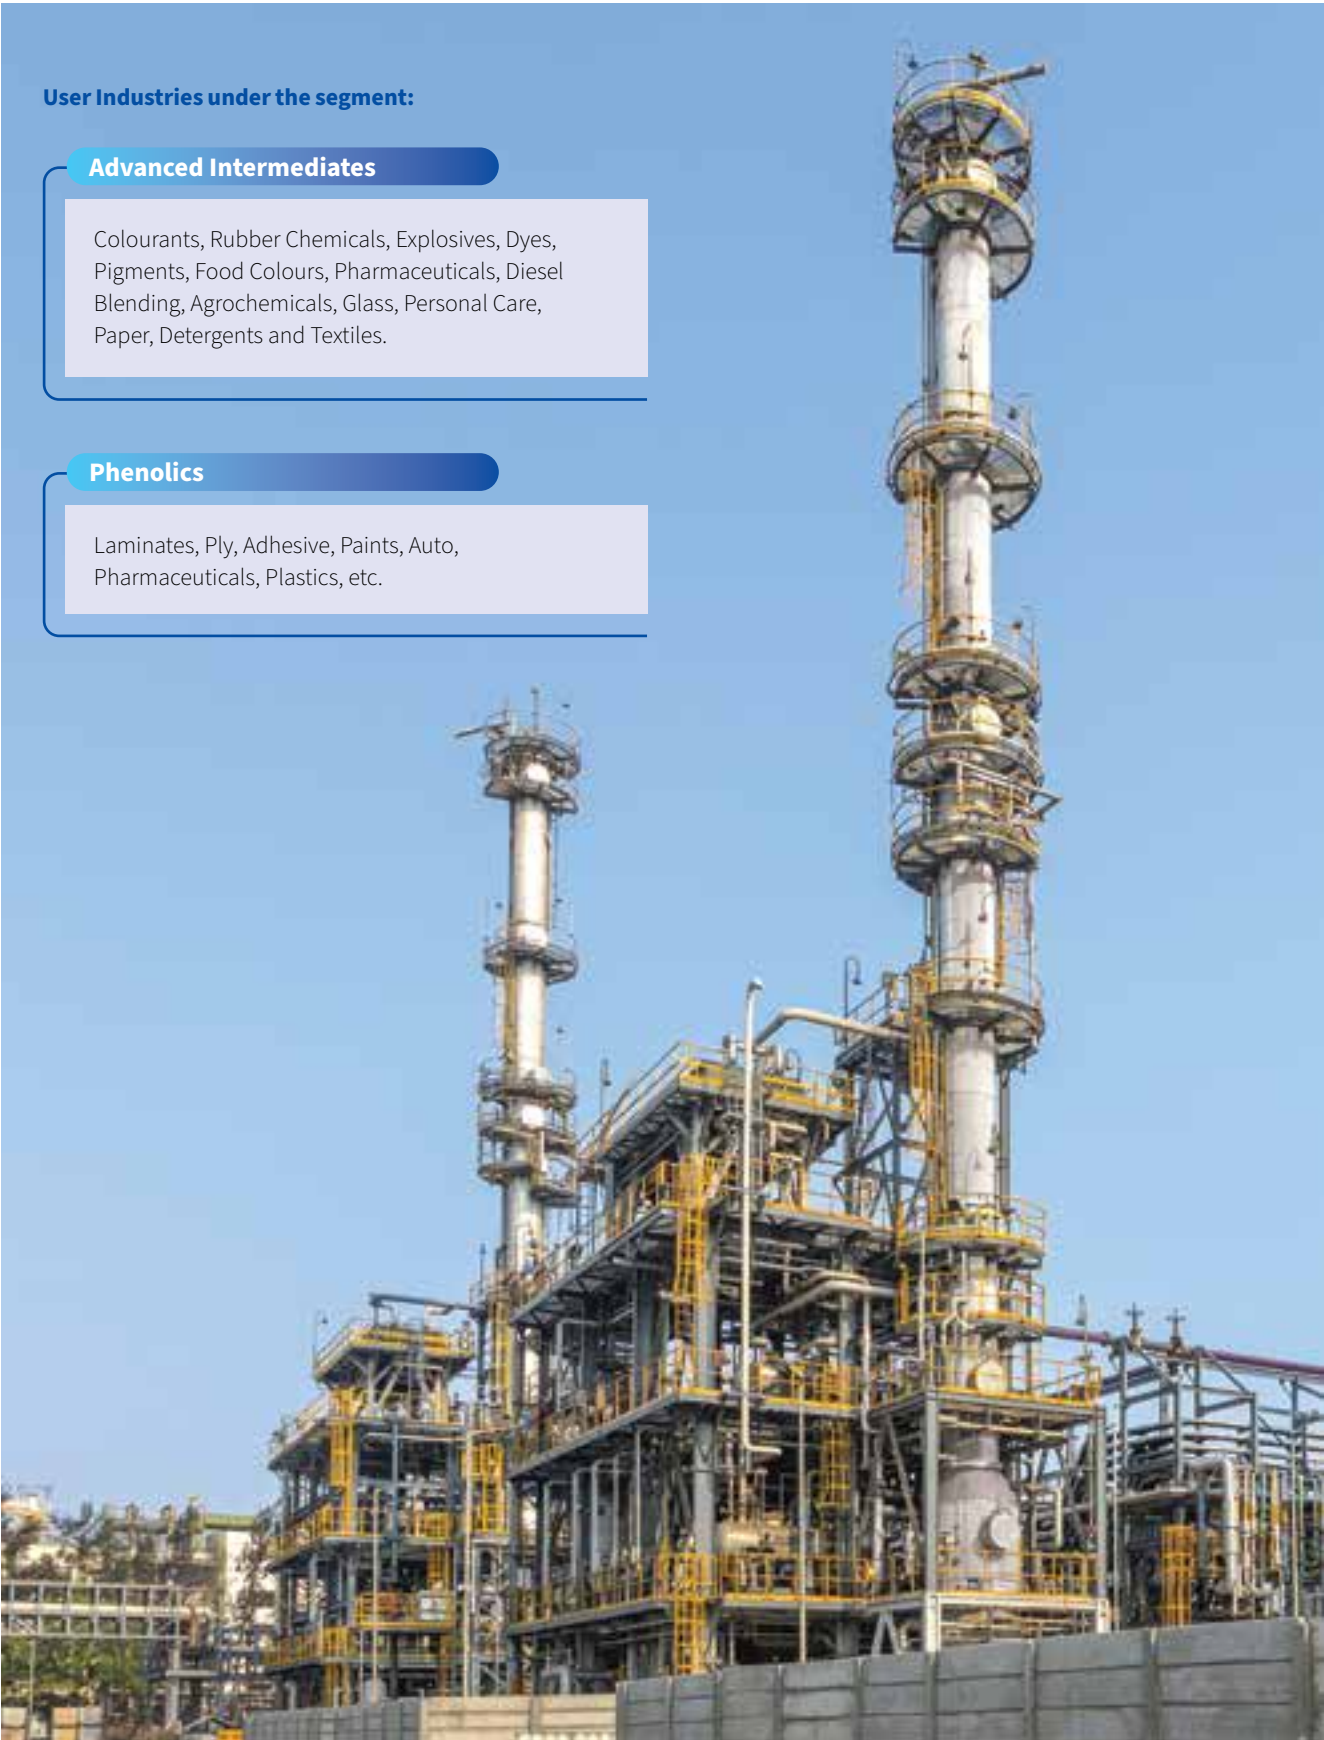 User Industries under the segment:
Advanced Intermediates
Colourants, Rubber Chemicals, Explosives, Dyes,
Pigments, Food Colours, Pharmaceuticals, Diesel
Blending, Agrochemicals, Glass, Personal Care,
Paper, Detergents and Textiles.
Phenolics
Laminates, Ply, Adhesive, Paints, Auto,
Pharmaceuticals, Plastics, etc.